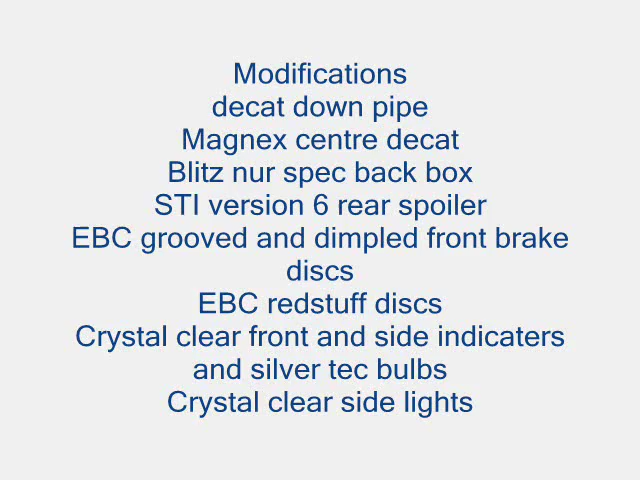 Modifications
decat down pipe
Magnex centre decat
Blitz nur spec back box
STI version 6 rear spoiler
EBC grooved and dimpled front brake
discs
EBC redstuff discs
Crystal clear front and side indicaters
and silver tec bulbs
Crystal clear side lights